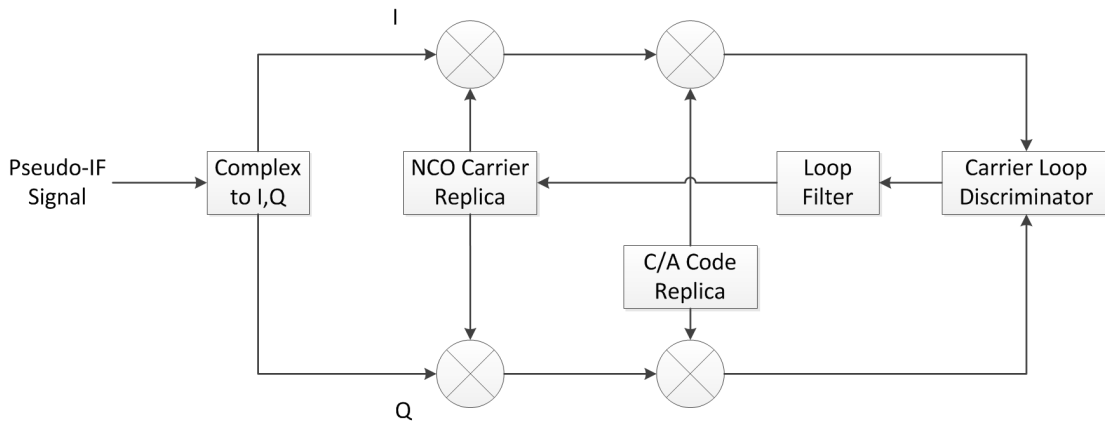 I
Pseudo-IF
Signal
Complex
to I,Q
NCO Carrier
Replica
Loop
Filter
Carrier Loop
Discriminator
C/A Code
Replica
Q